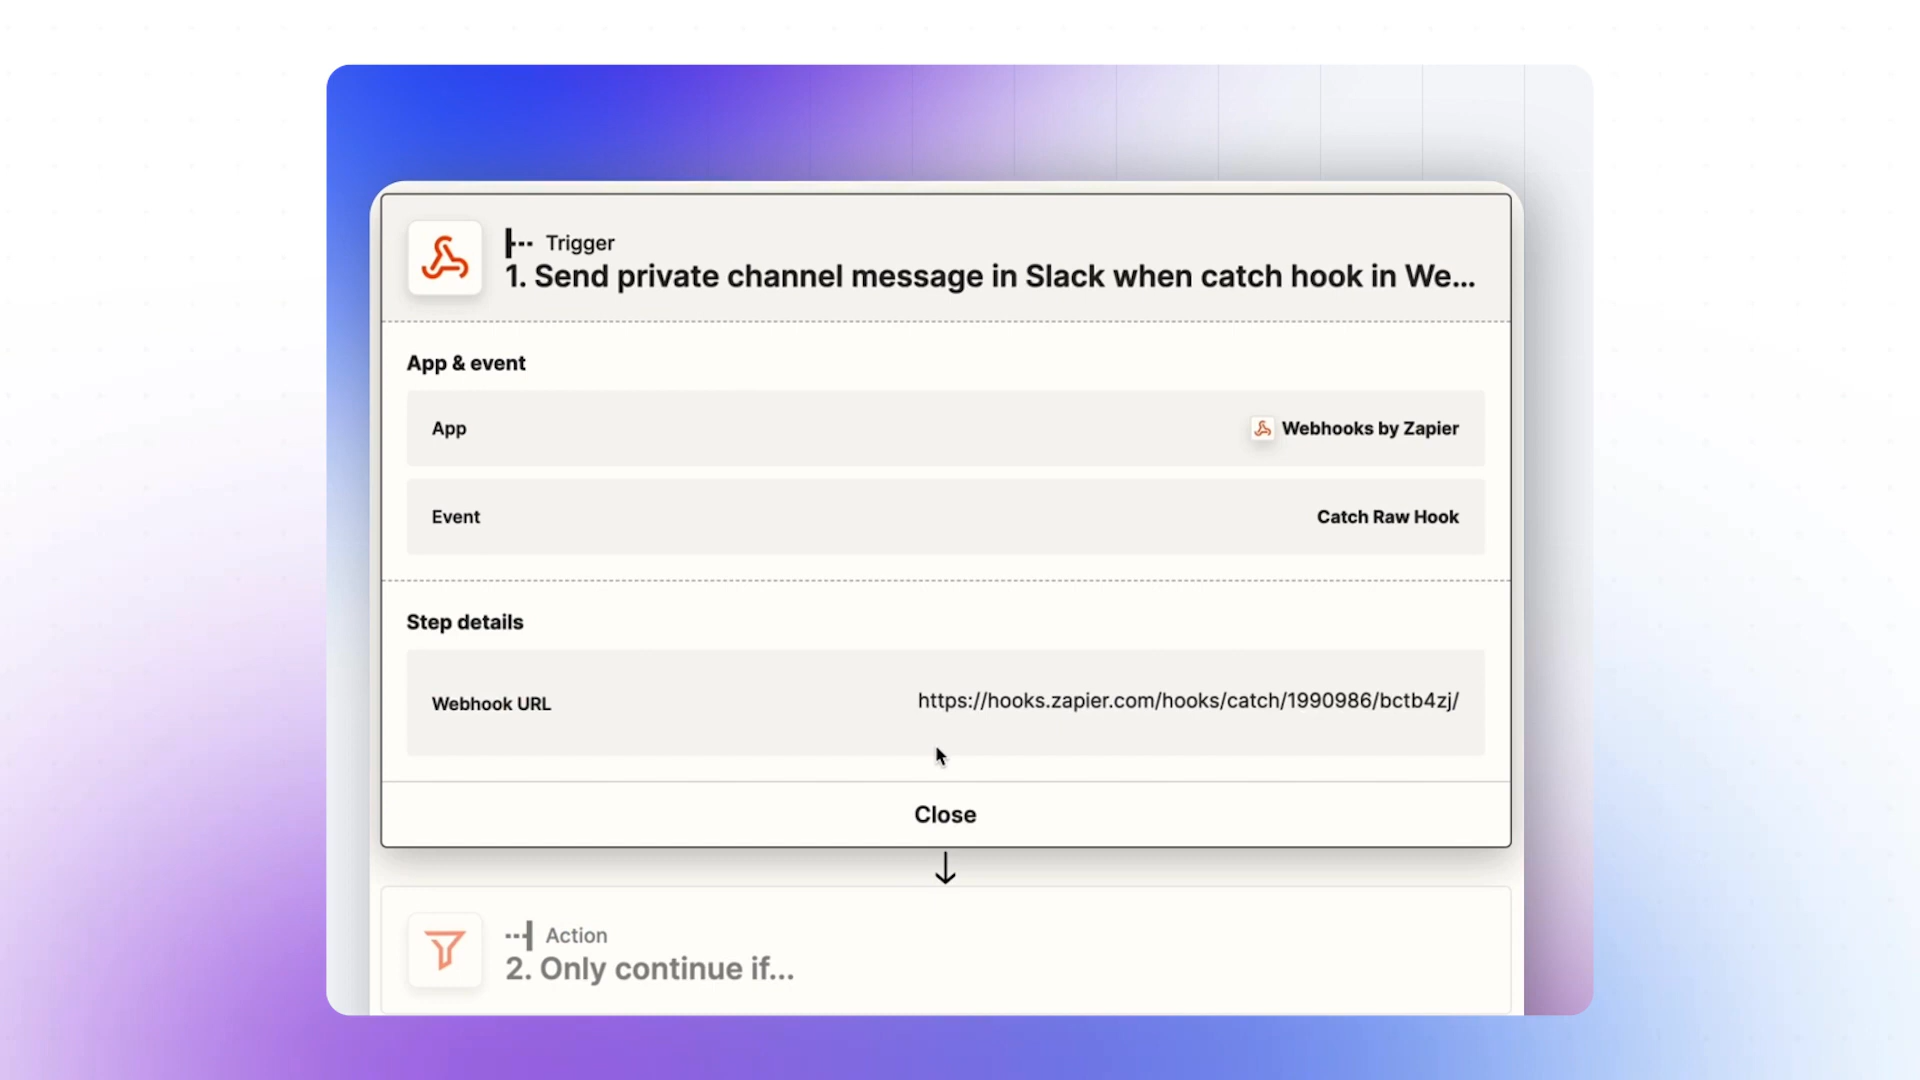 Trigger
1. Send private channel message in Slack when catch hook in We...
App & event
App
Webhooks by Zapier
Event
Catch Raw Hook
Step details
Webhook URL
https://hooks.zapier.com/hooks/catch/1990986/bctb4zj/
Close
Action
2. Only continue if...